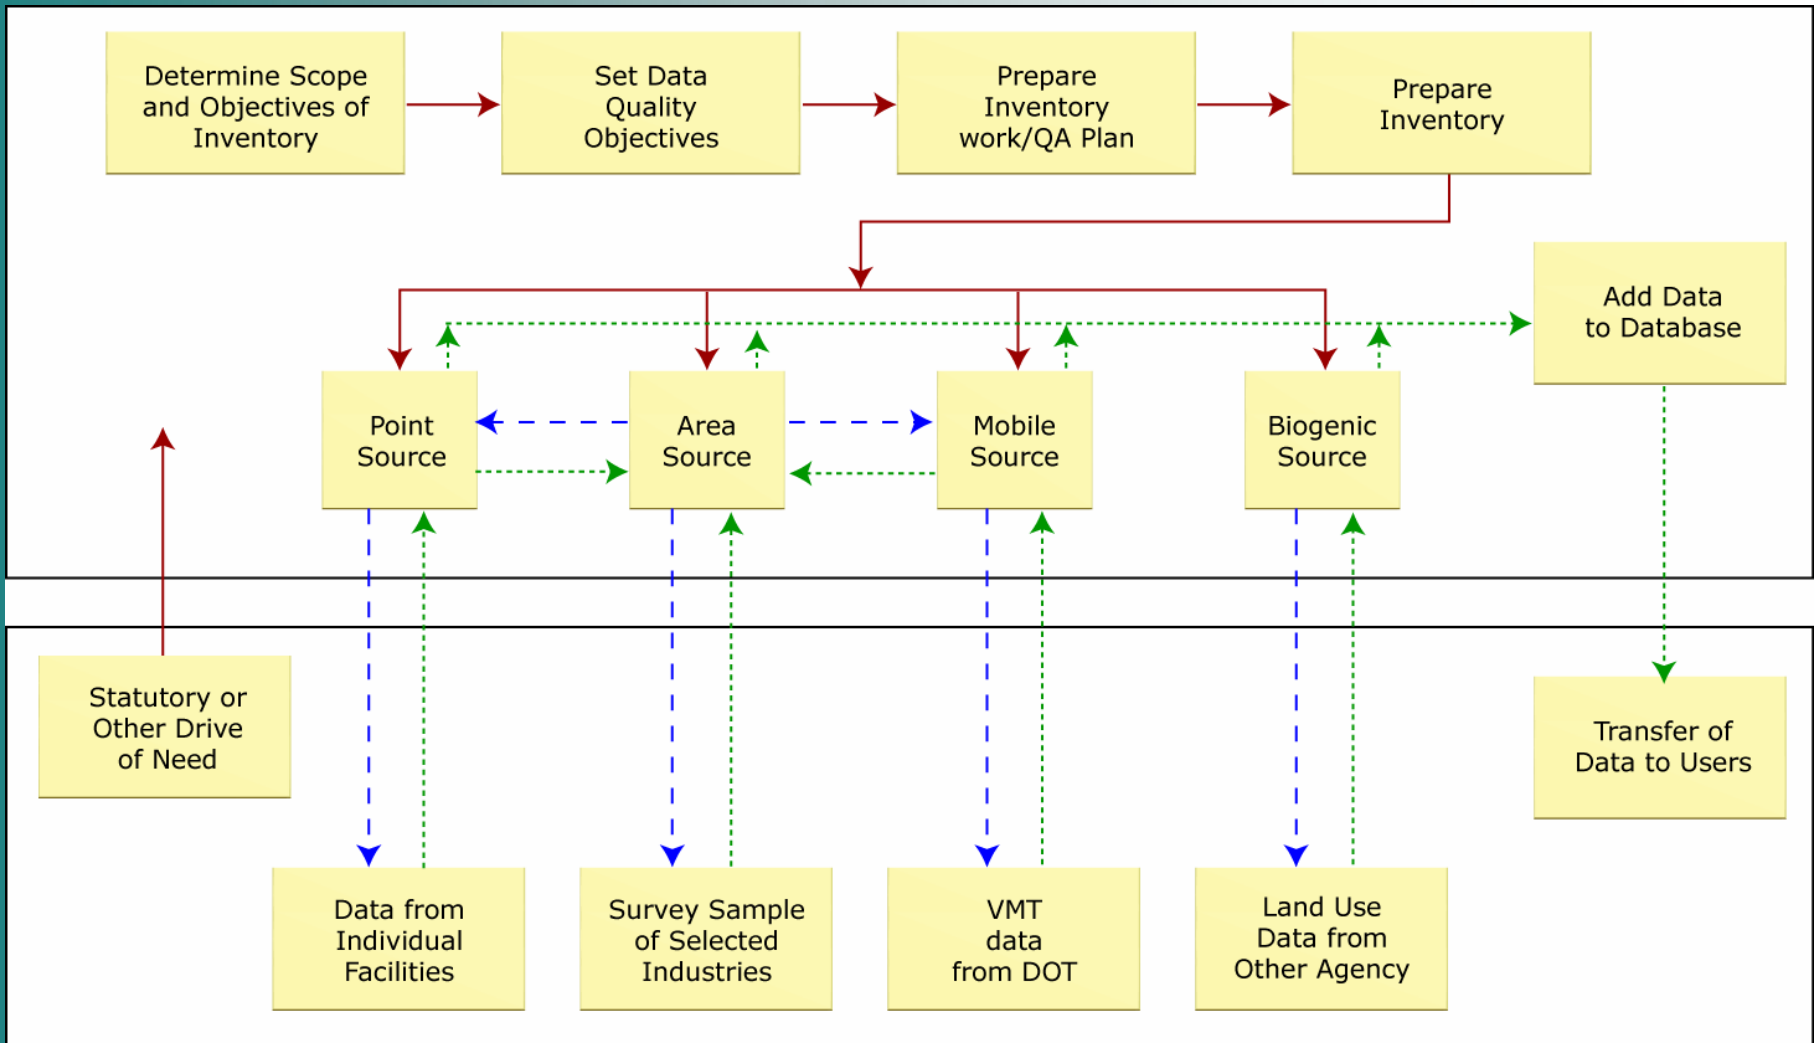 Determine Scope
and Objectives of
Inventory
Set Data
Quality
Objectives
Prepare
Inventory
work/QA Plan
Prepare
Inventory
Add Data
to Database
Point
Source
Area
Source
Mobile
Source
Biogenic
Source
Statutory or
Other Drive
of Need
Transfer of
Data to Users
Data from
Individual
Facilities
Survey Sample
of Selected
Industries
VMT
data
from DOT
Land Use
Data from
Other Agency